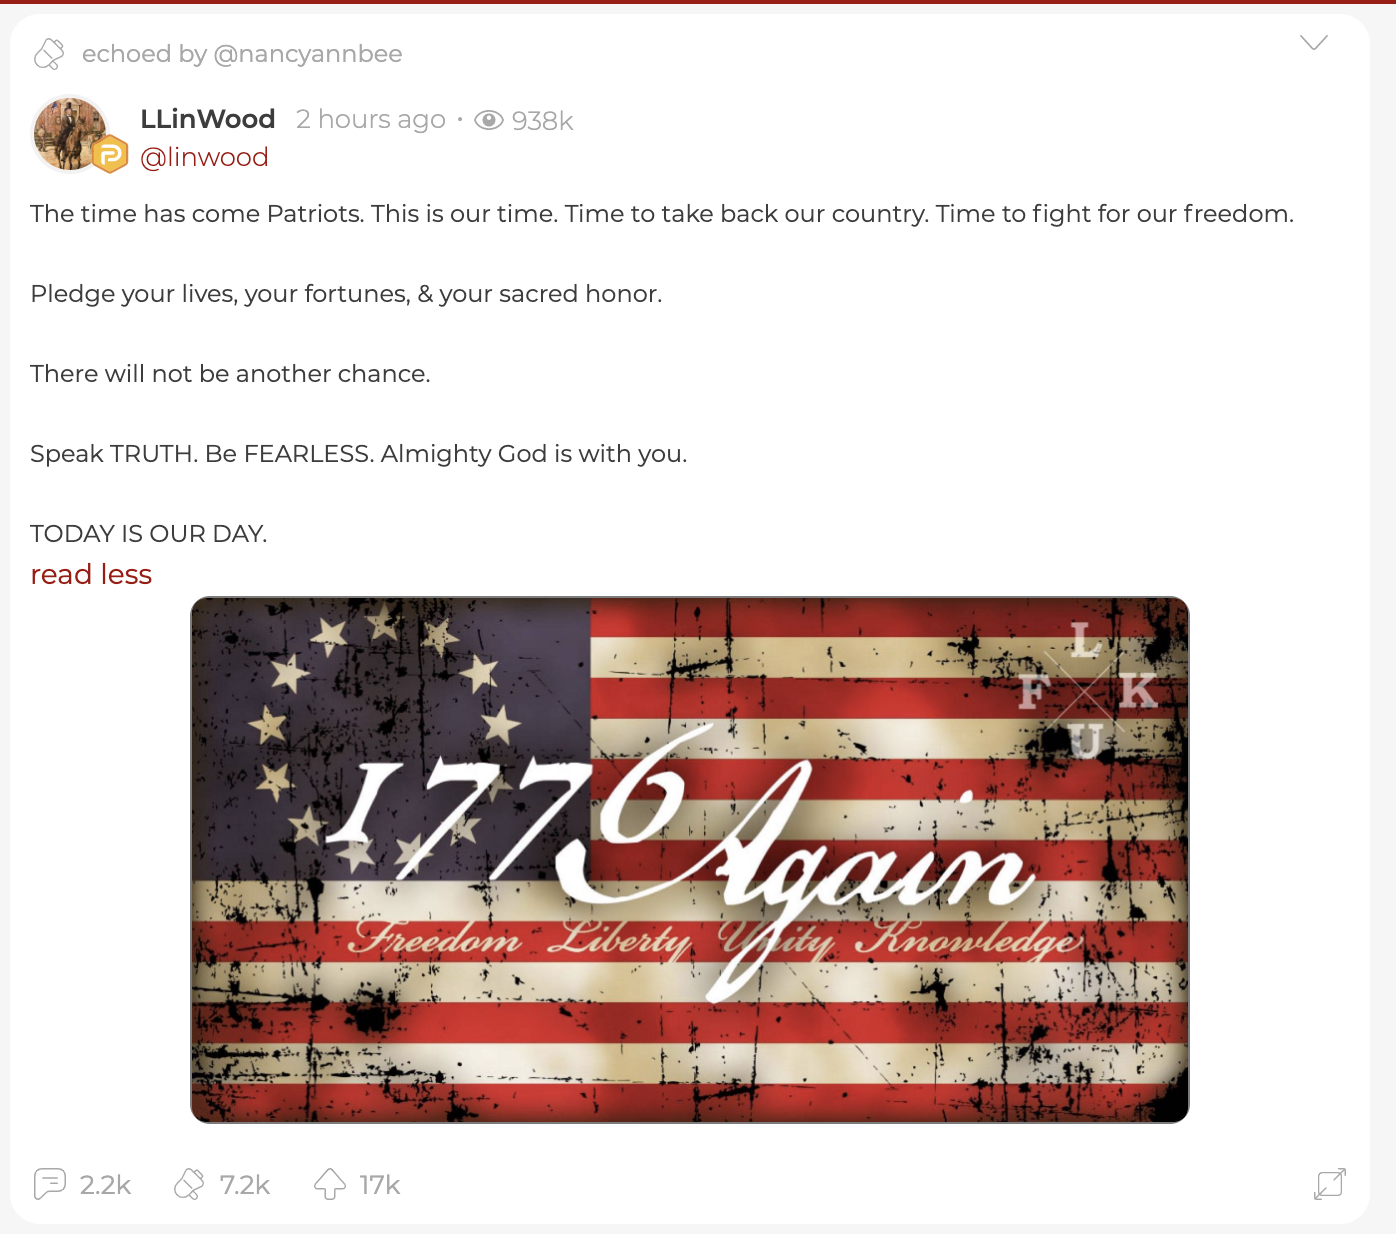 echoed by @nancyannbee
LLinWood 2 hours ago · 938k
@linwood
The time has come Patriots. This is our time. Time to take back our country. Time to fight for our freedom.
Pledge your lives, your fortunes, & your sacred honor.
There will not be another chance.
Speak TRUTH. Be FEARLESS. Almighty God is with you.
TODAY IS OUR DAY.
read less
L
F K
U
1776 Again
Freedom Liberty Unity Knowledge
2.2k 7.2k 17k